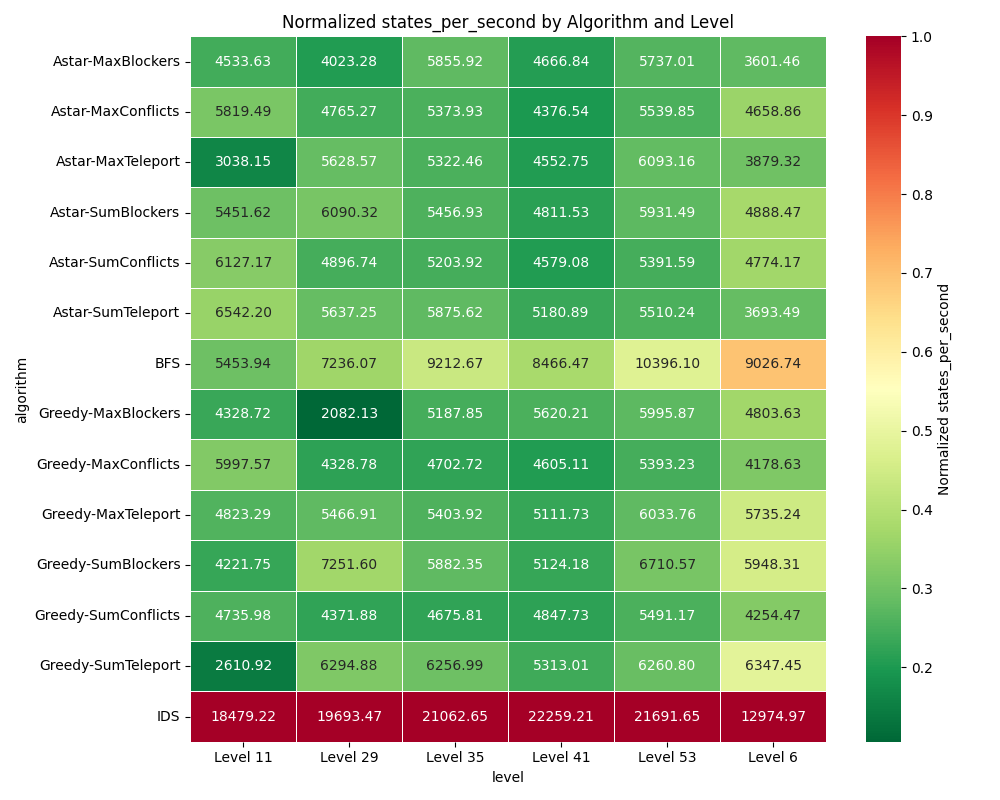 Normalized states_per_second by Algorithm and Level
Astar-MaxBlockers 4533.63 4023.28 5855.92 4666.84 5737.01 3601.46
Astar-MaxConflicts 5819.49 4765.27 5373.93 4376.54 5539.85 4658.86
Astar-MaxTeleport 3038.15 5628.57 5322.46 4552.75 6093.16 3879.32
Astar-SumBlockers 5451.62 6090.32 5456.93 4811.53 5931.49 4888.47
Astar-SumConflicts 6127.17 4896.74 5203.92 4579.08 5391.59 4774.17
Astar-SumTeleport 6542.20 5637.25 5875.62 5180.89 5510.24 3693.49
BFS 5453.94 7236.07 9212.67 8466.47 10396.10 9026.74
Greedy-MaxBlockers 4328.72 2082.13 5187.85 5620.21 5995.87 4803.63
Greedy-MaxConflicts 5997.57 4328.78 4702.72 4605.11 5393.23 4178.63
Greedy-MaxTeleport 4823.29 5466.91 5403.92 5111.73 6033.76 5735.24
Greedy-SumBlockers 4221.75 7251.60 5882.35 5124.18 6710.57 5948.31
Greedy-SumConflicts 4735.98 4371.88 4675.81 4847.73 5491.17 4254.47
Greedy-SumTeleport 2610.92 6294.88 6256.99 5313.01 6260.80 6347.45
IDS 18479.22 19693.47 21062.65 22259.21 21691.65 12974.97
Level 11 Level 29 Level 35 Level 41 Level 53 Level 6
level
algorithm
1.0
0.9
0.8
0.7
0.6
0.5
0.4
0.3
0.2
Normalized states_per_second